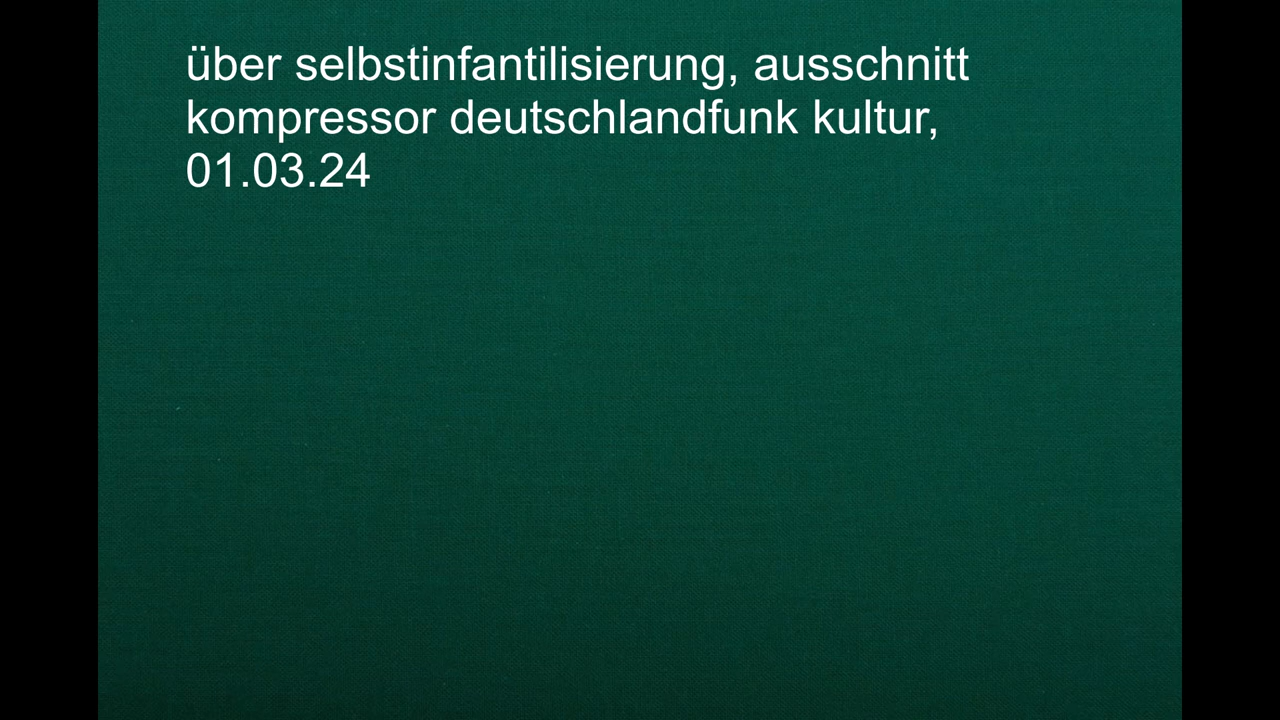 über selbstinfantilisierung, ausschnitt
kompressor deutschlandfunk kultur,
01.03.24